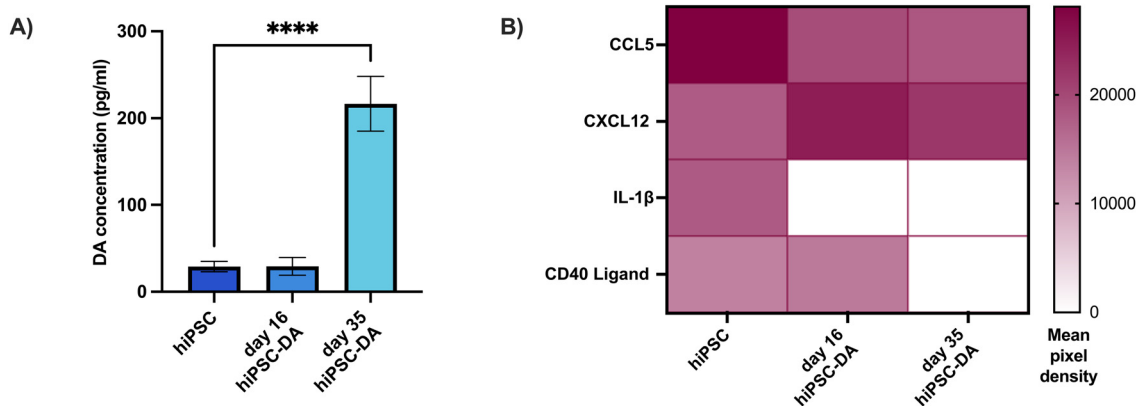 A)
****
DA concentration (pg/ml)
300
200
100
0
hiPSC
day 16
hiPSC-DA
day 35
hiPSC-DA
B)
CCL5
CXCL12
IL-1β
CD40 Ligand
hiPSC
day 16
hiPSC-DA
day 35
hiPSC-DA
20000
10000
0
Mean
pixel
density